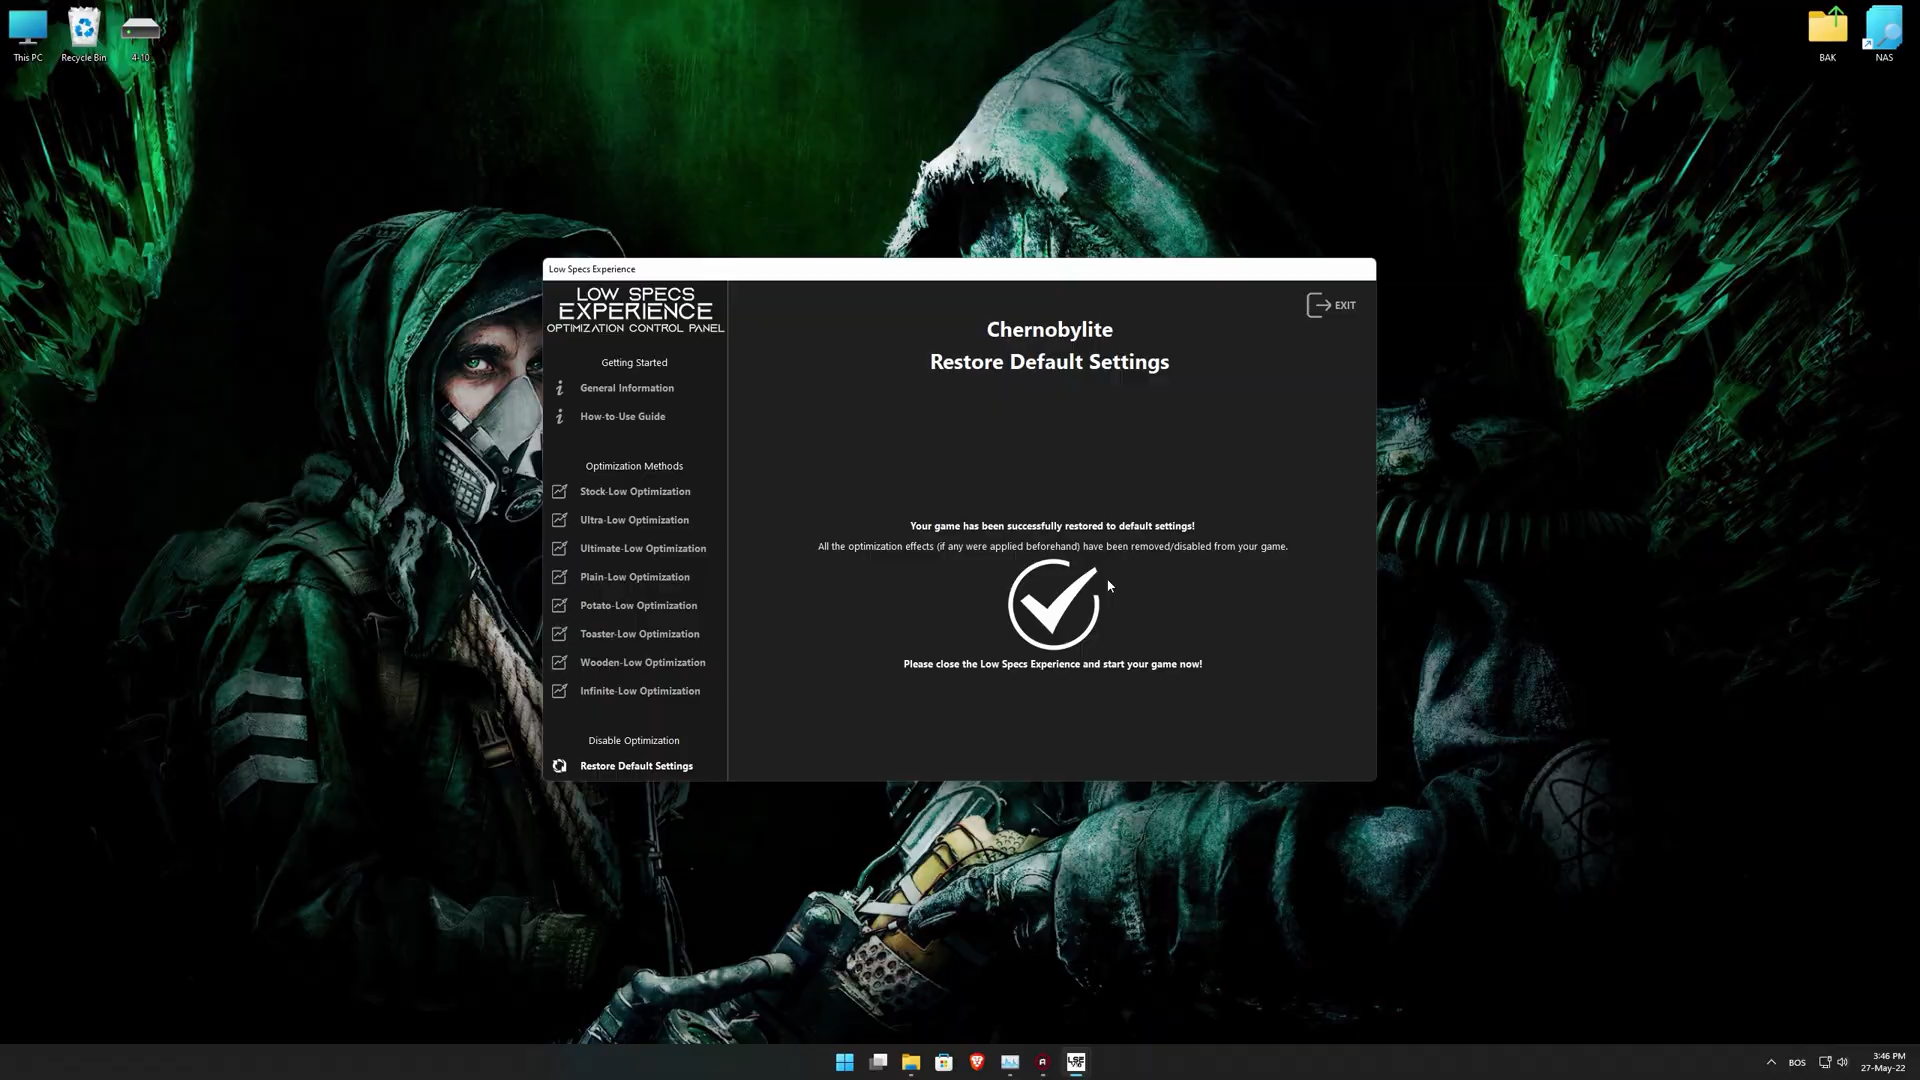 This PC
Recycle Bin
4-10
BAK
NAS
Low Specs Experience
LOW SPECS
EXPERIENCE
OPTIMIZATION CONTROL PANEL
Getting Started
General Information
How-to-Use Guide
Optimization Methods
Stock-Low Optimization
Ultra-Low Optimization
Ultimate-Low Optimization
Plain-Low Optimization
Potato-Low Optimization
Toaster-Low Optimization
Wooden-Low Optimization
Infinite-Low Optimization
Disable Optimization
Restore Default Settings
EXIT
Chernobylite
Restore Default Settings
Your game has been successfully restored to default settings!
All the optimization effects (if any were applied beforehand) have been removed/disabled from your game.
Please close the Low Specs Experience and start your game now!
BOS
3:46 PM
27-May-22